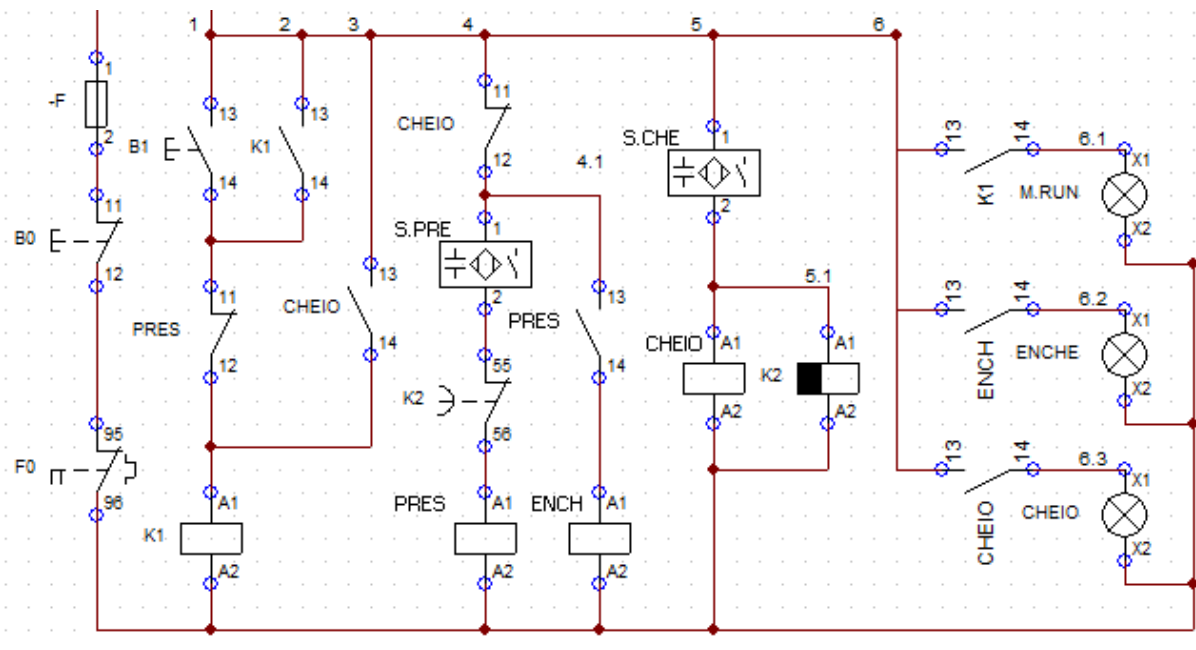 1 2 3 4 5 6
1
-F
2
11
B0
12
95
F0
96
13
B1
14
13
K1
14
11
PRES
12
A1
K1
A2
13
CHEIO
14
11
CHEIO
12
4.1
1
S.PRE
2
55
K2
56
A1
PRES
A2
13
PRES
14
A1
ENCH
A2
1
S.CHE
2
5.1
A1
CHEIO
A2
A1
K2
A2
13 14 6.1 X1
K1 M.RUN
X2
13 14 6.2 X1
ENCH ENCHE
X2
13 14 6.3 X1
CHEIO CHEIO
X2